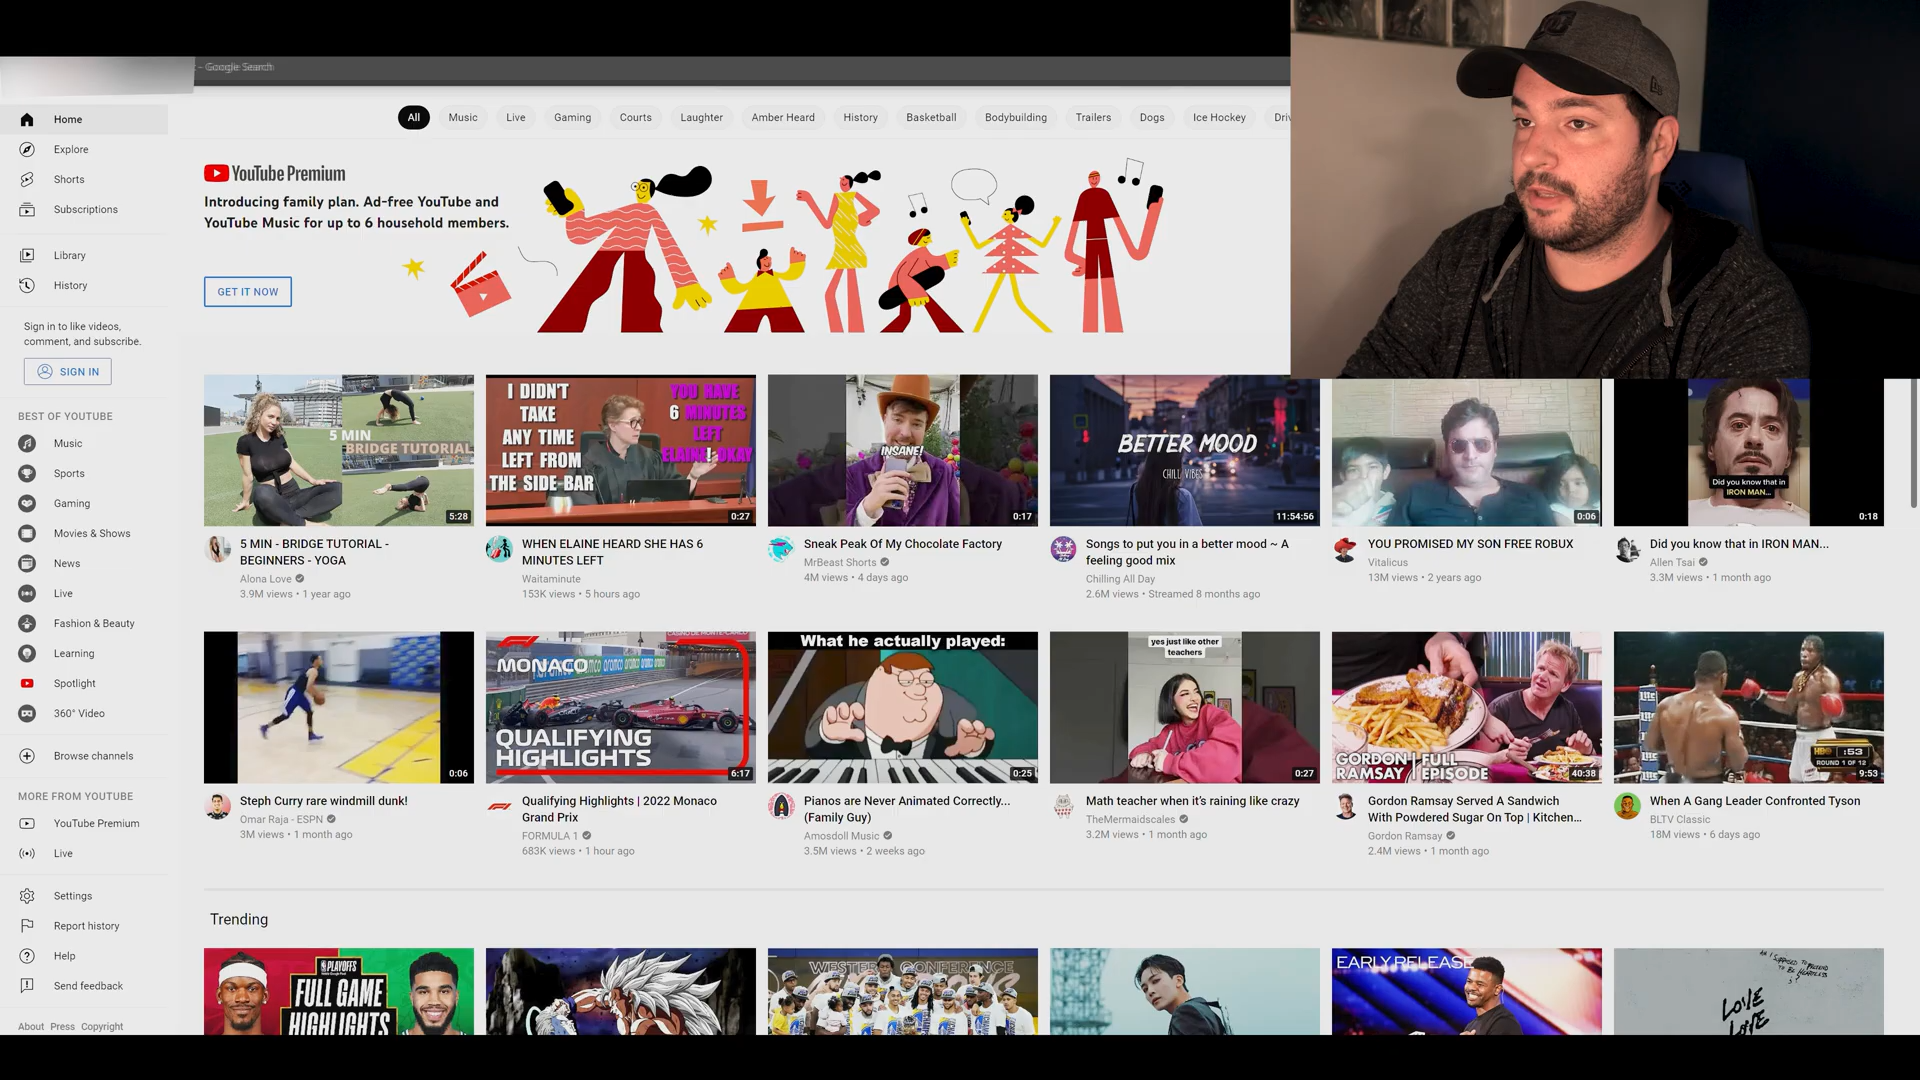 - Google Search
All
Music
Live
Gaming
Courts
Laughter
Amber Heard
History
Basketball
Bodybuilding
Trailers
Dogs
Ice Hockey
Home
Explore
Shorts
Subscriptions
Library
History
Sign in to like videos,
comment, and subscribe.
SIGN IN
BEST OF YOUTUBE
Music
Sports
Gaming
Movies & Shows
News
Live
Fashion & Beauty
Learning
Spotlight
360° Video
Browse channels
MORE FROM YOUTUBE
YouTube Premium
Live
Settings
Report history
Help
Send feedback
About Press Copyright
YouTube Premium
Introducing family plan. Ad-free YouTube and
YouTube Music for up to 6 household members.
GET IT NOW
5 MIN
BRIDGE TUTORIAL
5:28
5 MIN - BRIDGE TUTORIAL -
BEGINNERS - YOGA
Alona Love
3.9M views • 1 year ago
I DIDN'T
TAKE
ANY TIME
LEFT FROM
THE SIDE BAR
YOU HAVE
6 MINUTES
LEFT
ELAINE! OKAY
0:27
WHEN ELAINE HEARD SHE HAS 6
MINUTES LEFT
Waitaminute
153K views • 5 hours ago
INSANE!
0:17
Sneak Peak Of My Chocolate Factory
MrBeast Shorts
4M views • 4 days ago
BETTER MOOD
CHILL VIBES
11:54:56
Songs to put you in a better mood ~ A
feeling good mix
Chilling All Day
2.6M views • Streamed 8 months ago
0:06
YOU PROMISED MY SON FREE ROBUX
Vitalicus
13M views • 2 years ago
Did you know that in
IRON MAN...
0:18
Did you know that in IRON MAN...
Allen Tsai
3.3M views • 1 month ago
0:06
Steph Curry rare windmill dunk!
Omar Raja - ESPN
3M views • 1 month ago
MONACO
QUALIFYING
HIGHLIGHTS
6:17
Qualifying Highlights | 2022 Monaco
Grand Prix
FORMULA 1
683K views • 1 hour ago
What he actually played:
0:25
Pianos are Never Animated Correctly...
(Family Guy)
Amosdoll Music
3.5M views • 2 weeks ago
yes just like other
teachers
0:27
Math teacher when it's raining like crazy
TheMermaidscales
3.2M views • 1 month ago
GORDON | FULL
RAMSAY | EPISODE
40:38
Gordon Ramsay Served A Sandwich
With Powdered Sugar On Top | Kitchen...
Gordon Ramsay
2.4M views • 1 month ago
HBO :53
ROUND 1 OF 12
9:53
When A Gang Leader Confronted Tyson
BLTV Classic
18M views • 6 days ago
Trending
PLAYOFFS
FULL GAME
HIGHLIGHTS
WESTERN CONFERENCE
EARLY RELEASE
AM I SUPPOSED TO PRETEND
TO BE HEARTLESS
?
LOVE
LOVE